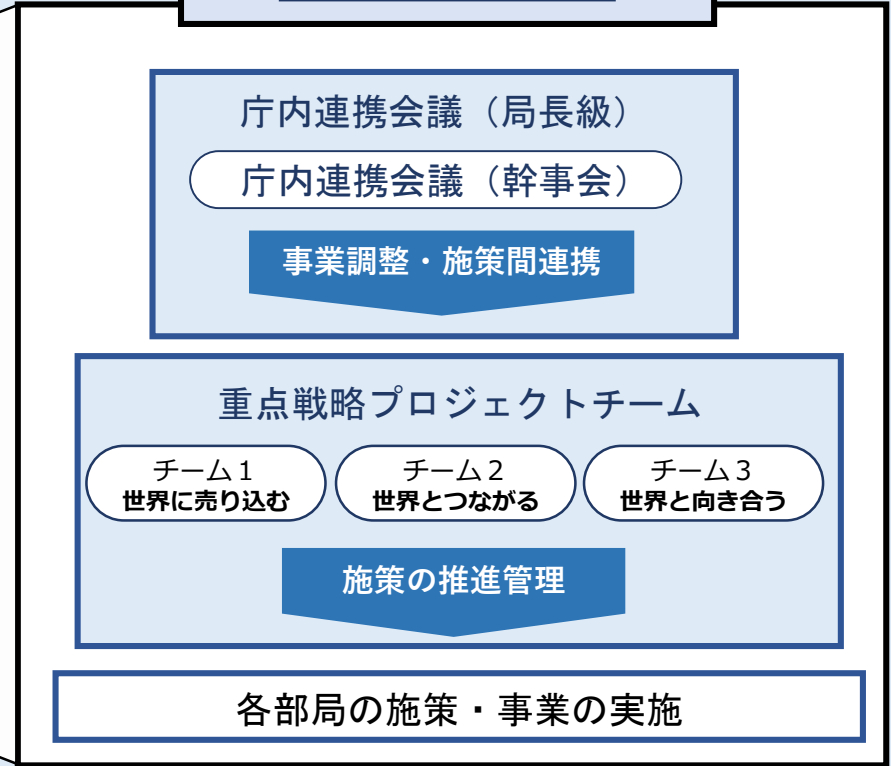 庁内連携会議（局長級）
庁内連携会議（幹事会）
事業調整・施策間連携
重点戦略プロジェクトチーム
チーム１
世界に売り込む
チーム２
世界とつながる
チーム３
世界と向き合う
施策の推進管理
各部局の施策・事業の実施